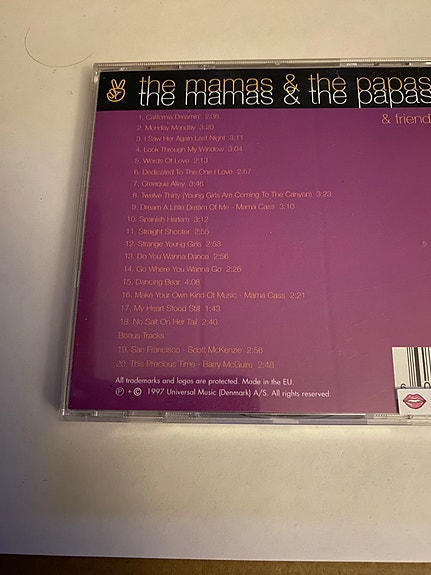 the mamas & the papas
the mamas & the papas
& friend
1. California Dreamin' 2:38
2. Monday Monday 3:20
3. I Saw Her Again Last Night 3:11
4. Look Through My Window 3:04
5. Words Of Love 2:13
6. Dedicated To The One I Love 2:57
7. Creeque Alley 3:46
8. Twelve Thirty (Young Girls Are Coming To The Canyon) 3:23
9. Dream A Little Dream Of Me - Mama Cass 3:10
10. Spanish Harlem 3:12
11. Straight Shooter 2:55
12. Strange Young Girls 2:53
13. Do You Wanna Dance 2:56
14. Go Where You Wanna Go 2:26
15. Dancing Bear 4:08
16. Make Your Own Kind Of Music - Mama Cass 2:21
17. My Heart Stood Still 1:43
18. No Salt On Her Tail 2:40
Bonus Tracks:
19. San Francisco - Scott McKenzie 2:56
20. This Precious Time - Barry McGuire 2:48
All trademarks and logos are protected. Made in the EU.
℗ + © 1997 Universal Music (Denmark) A/S. All rights reserved.